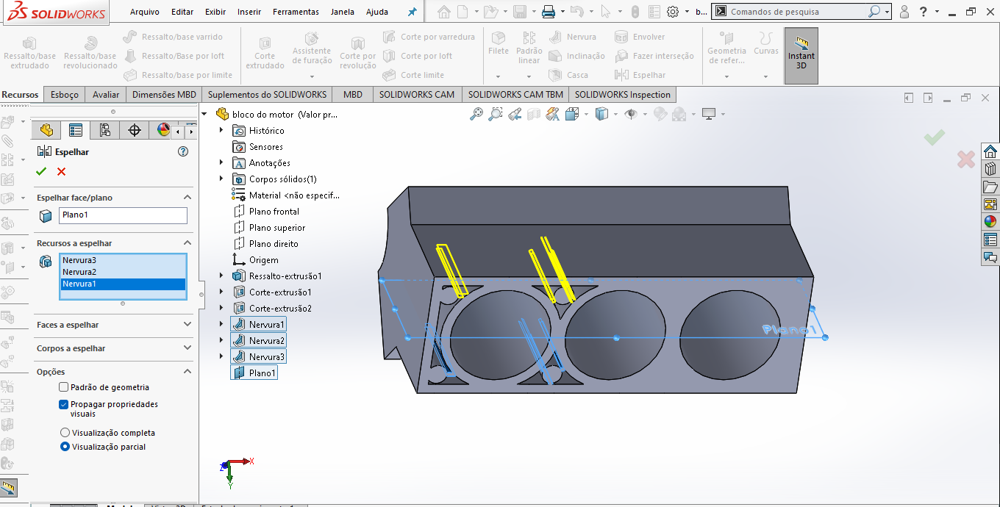 SOLIDWORKS
Arquivo Editar Exibir Inserir Ferramentas Janela Ajuda
b...
Comandos de pesquisa
Ressalto/base extrudado
Ressalto/base revolucionado
Ressalto/base varrido
Ressalto/Base por loft
Ressalto/base por limite
Corte extrudado
Assistente de furação
Corte por revolução
Corte por varredura
Corte por loft
Corte limite
Filete
Padrão linear
Nervura
Inclinação
Casca
Envolver
Fazer interseção
Espelhar
Geometria de refer...
Curvas
Instant 3D
Recursos Esboço Avaliar Dimensões MBD Suplementos do SOLIDWORKS MBD SOLIDWORKS CAM SOLIDWORKS CAM TBM SOLIDWORKS Inspection
Espelhar
Espelhar face/plano
Plano1
Recursos a espelhar
Nervura3
Nervura2
Nervura1
Faces a espelhar
Corpos a espelhar
Opções
Padrão de geometria
Propagar propriedades
visuais
Visualização completa
Visualização parcial
bloco do motor (Valor pr...
Histórico
Sensores
Anotações
Corpos sólidos(1)
Material <não especif...
Plano frontal
Plano superior
Plano direito
Origem
Ressalto-extrusão1
Corte-extrusão1
Corte-extrusão2
Nervura1
Nervura2
Nervura3
Plano1
Plano1
X
Z
Y